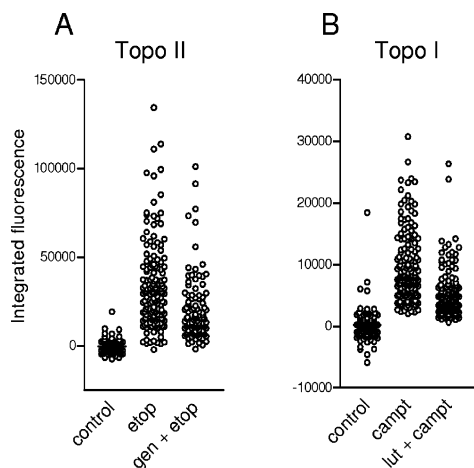 A
Topo II
150000
100000
50000
0
Integrated fluorescence
control
etop
gen + etop
B
Topo I
40000
30000
20000
10000
0
-10000
control
campt
lut + campt